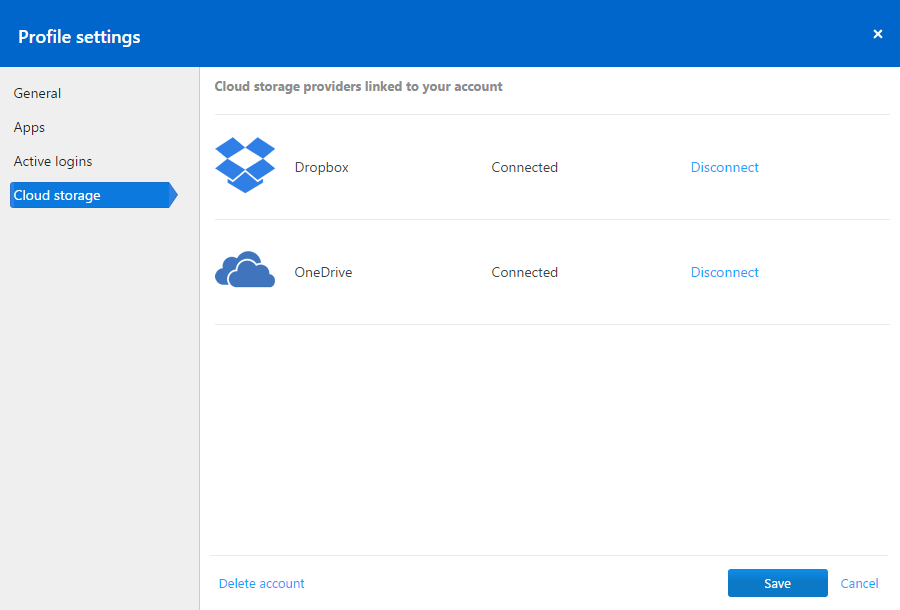 Profile settings
×
General
Apps
Active logins
Cloud storage
Cloud storage providers linked to your account
Dropbox Connected Disconnect
OneDrive Connected Disconnect
Delete account Save Cancel